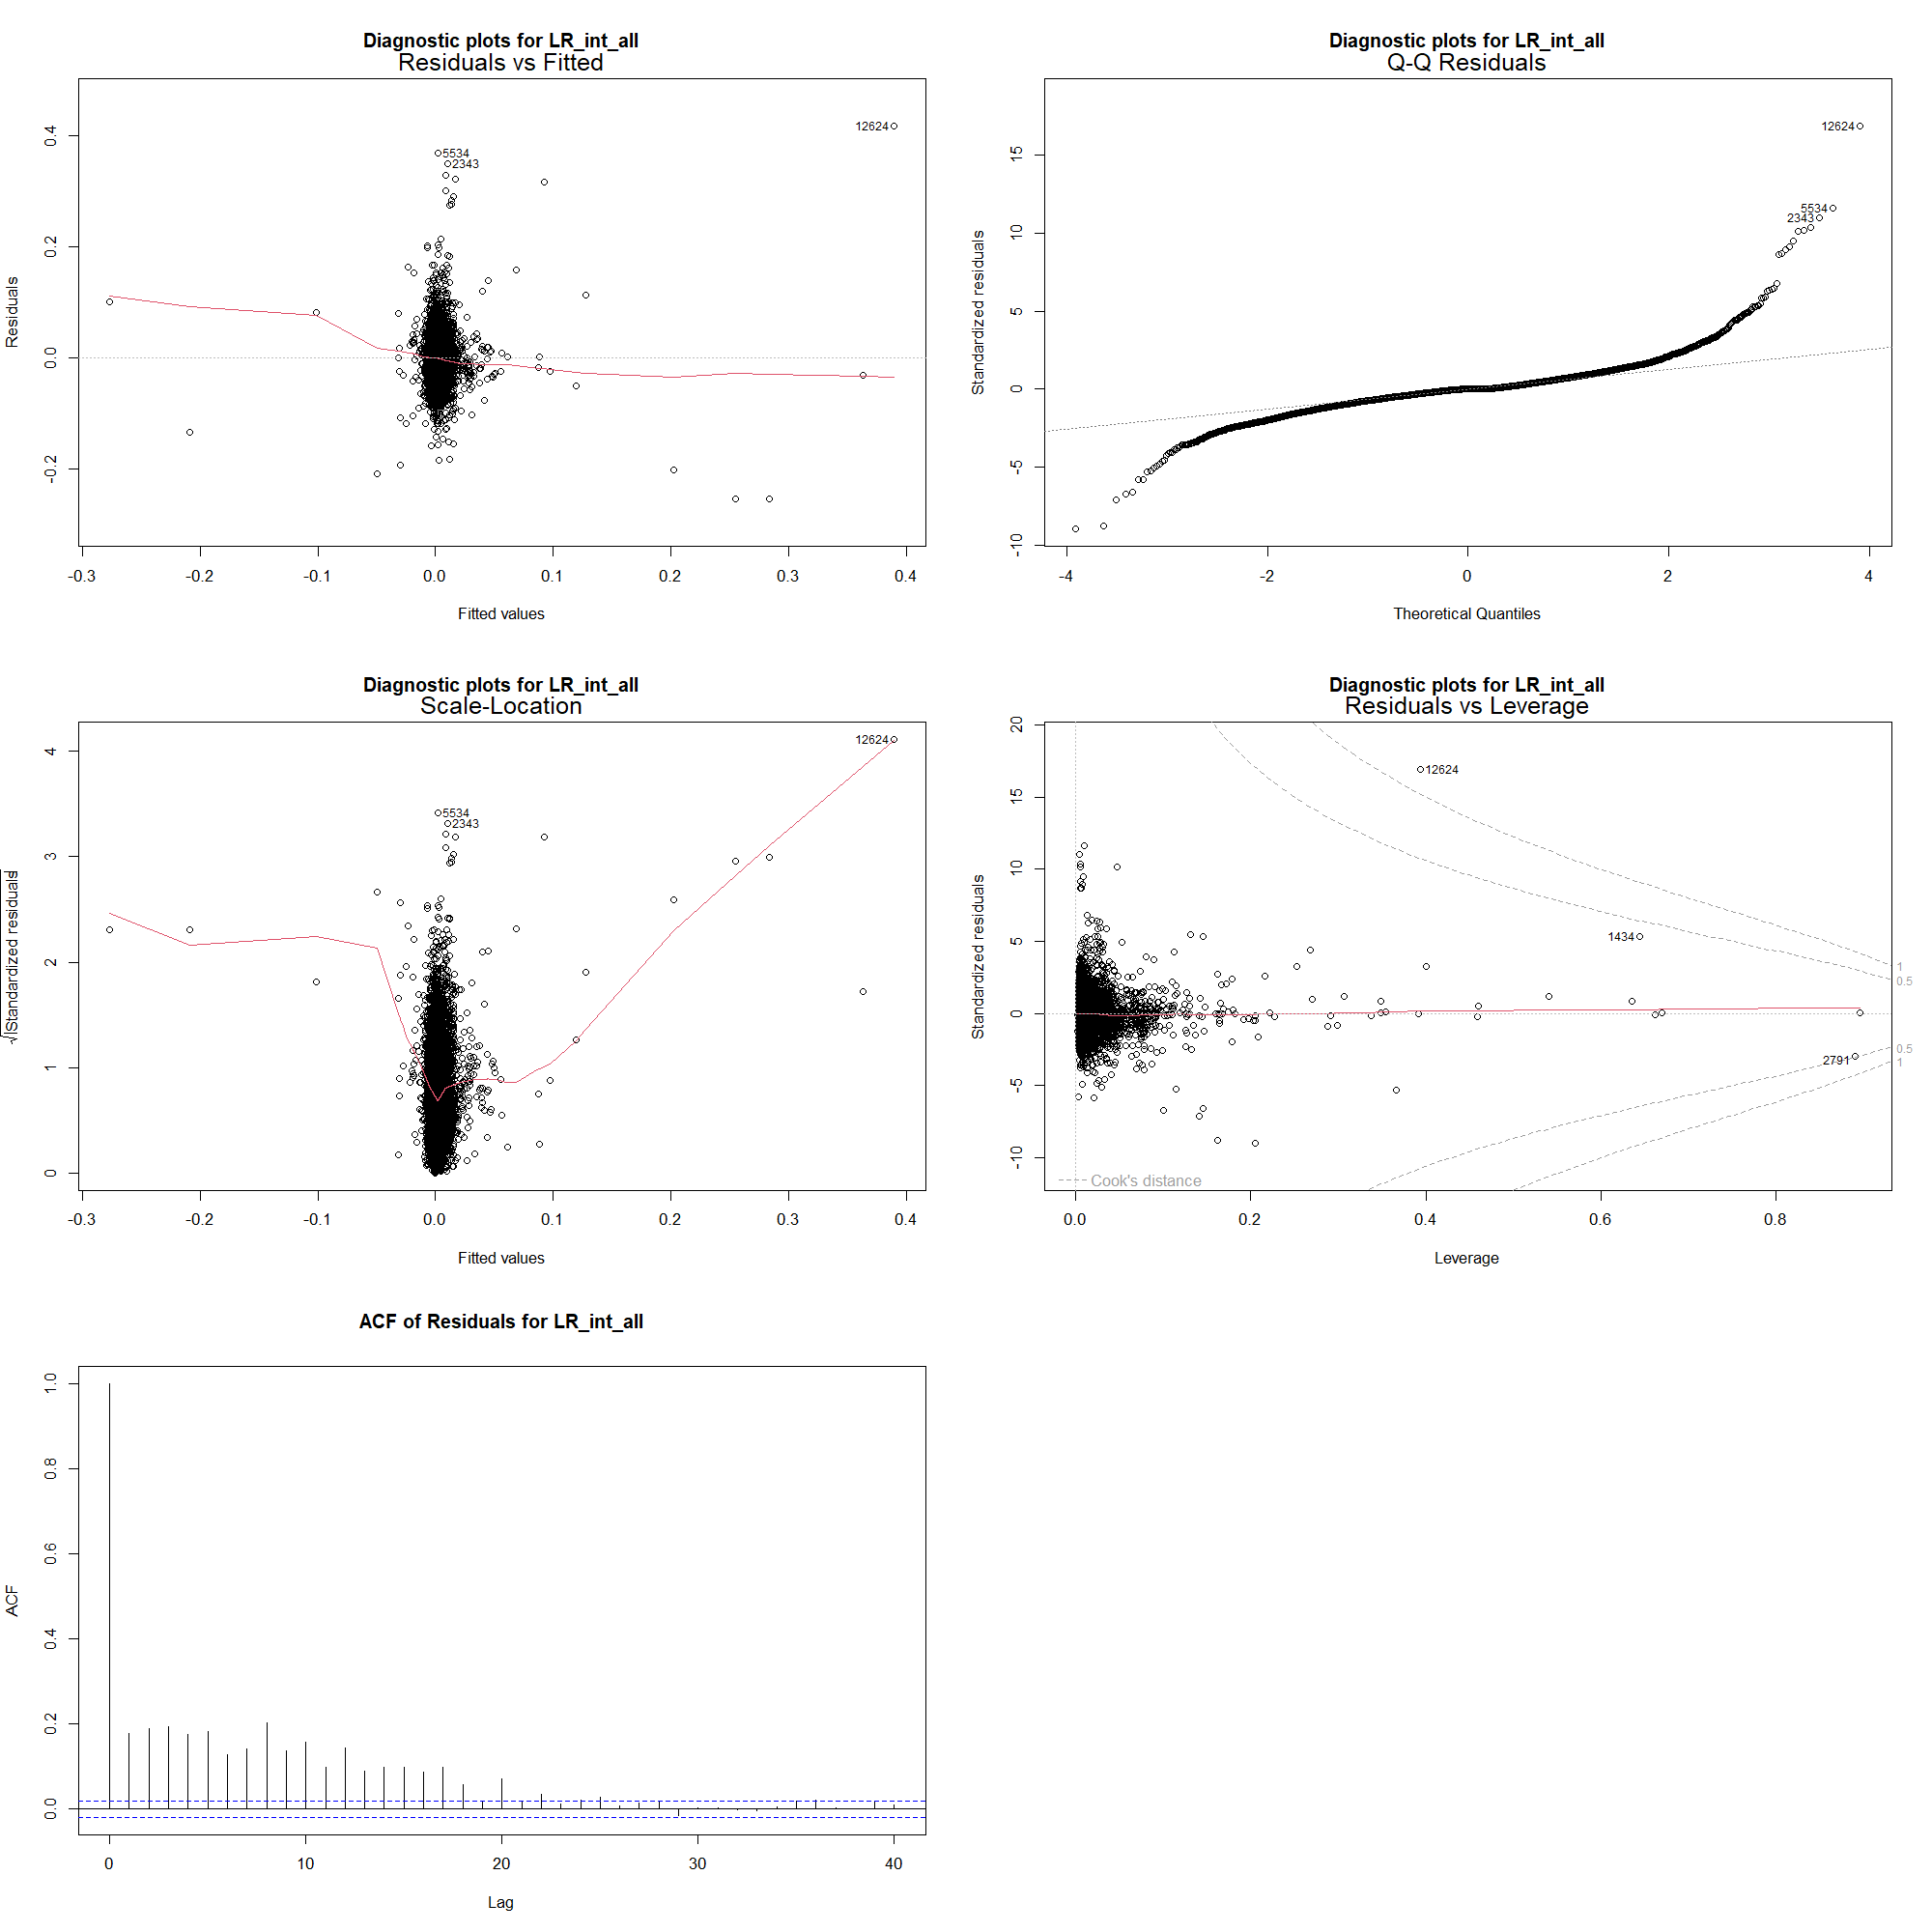 Diagnostic plots for LR_int_all
Residuals vs Fitted
Residuals
0.4
0.2
0.0
-0.2
12624
5534
2343
-0.3 -0.2 -0.1 0.0 0.1 0.2 0.3 0.4
Fitted values
Diagnostic plots for LR_int_all
Q-Q Residuals
Standardized residuals
15
10
5
0
-5
-10
12624
5534
2343
-4 -2 0 2 4
Theoretical Quantiles
Diagnostic plots for LR_int_all
Scale-Location
√|Standardized residuals|
4
3
2
1
0
12624
5534
2343
-0.3 -0.2 -0.1 0.0 0.1 0.2 0.3 0.4
Fitted values
Diagnostic plots for LR_int_all
Residuals vs Leverage
Standardized residuals
20
15
10
5
0
-5
-10
12624
1434
2791
1
0.5
0.5
1
Cook's distance
0.0 0.2 0.4 0.6 0.8
Leverage
ACF of Residuals for LR_int_all
ACF
1.0
0.8
0.6
0.4
0.2
0.0
0 10 20 30 40
Lag